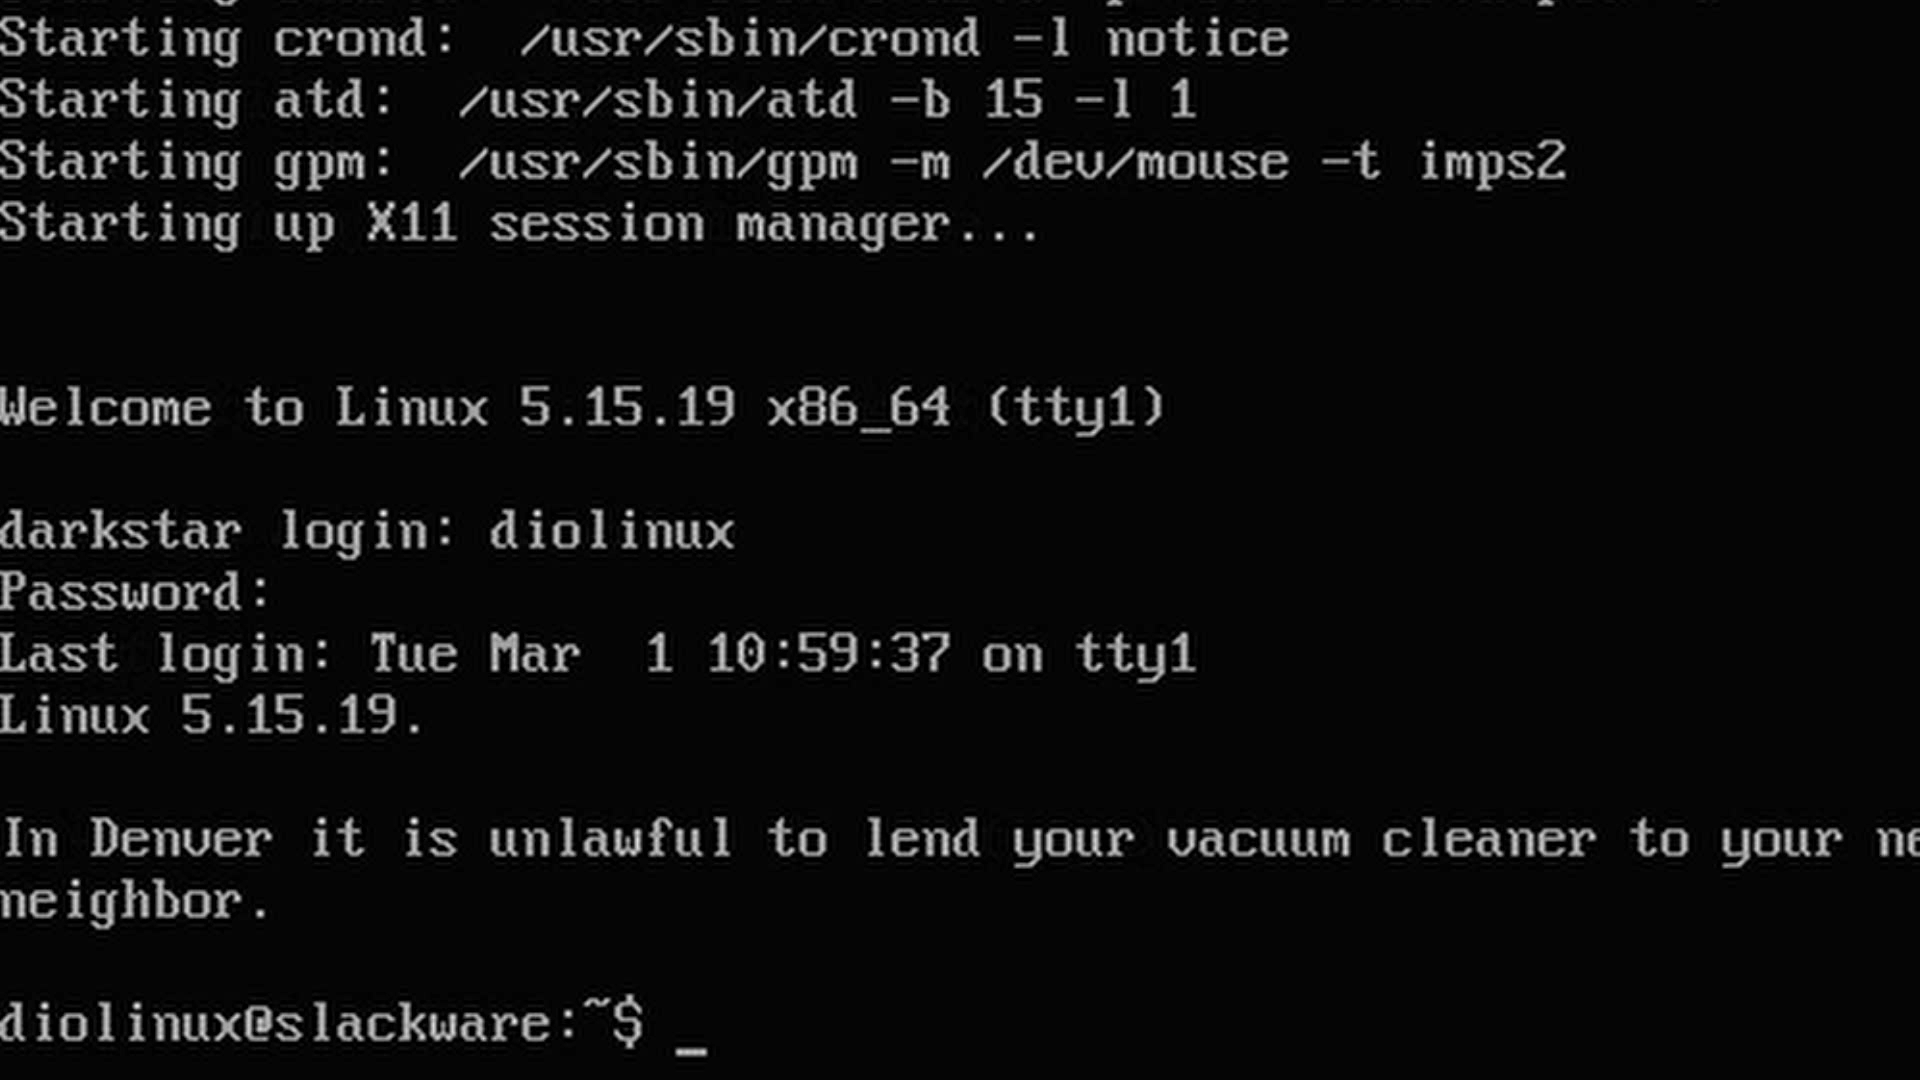 Starting crond:  /usr/sbin/crond -l notice
Starting atd:  /usr/sbin/atd -b 15 -l 1
Starting gpm:  /usr/sbin/gpm -m /dev/mouse -t imps2
Starting up X11 session manager...
Welcome to Linux 5.15.19 x86_64 (tty1)
darkstar login: diolinux
Password:
Last login: Tue Mar  1 10:59:37 on tty1
Linux 5.15.19.
In Denver it is unlawful to lend your vacuum cleaner to your ne
neighbor.
diolinux@slackware:~$ _